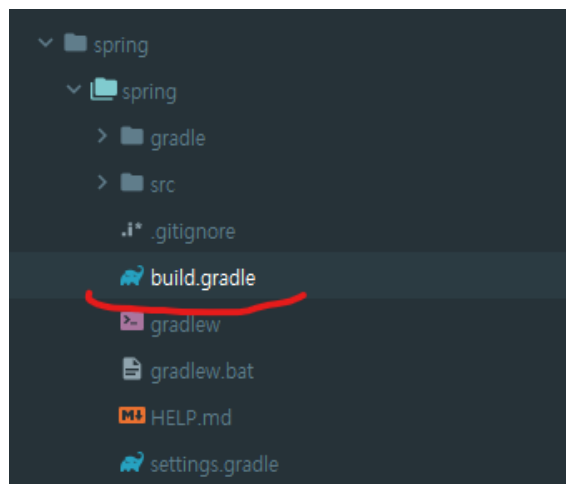 spring
spring
gradle
src
.i* .gitignore
build.gradle
>_ gradlew
gradlew.bat
M↓ HELP.md
settings.gradle